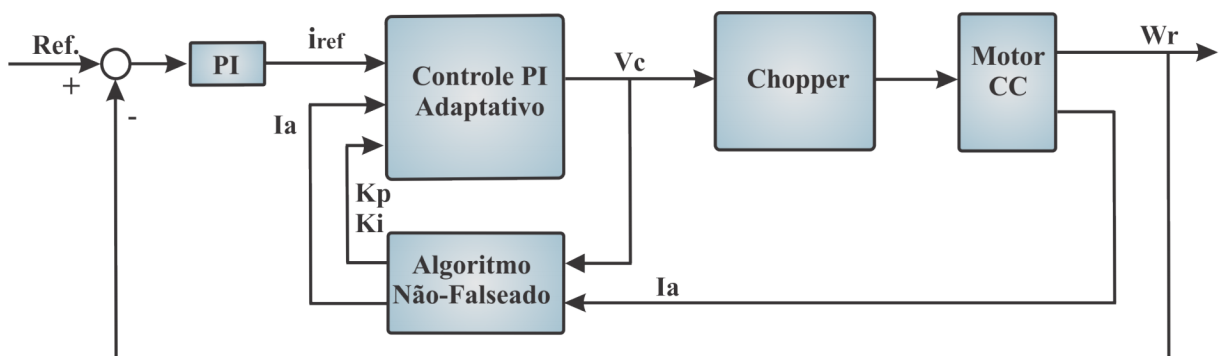 Ref.
+
-
PI
iref
Ia
Kp
Ki
Controle PI
Adaptativo
Vc
Chopper
Motor
CC
Wr
Algoritmo
Não-Falseado
Ia